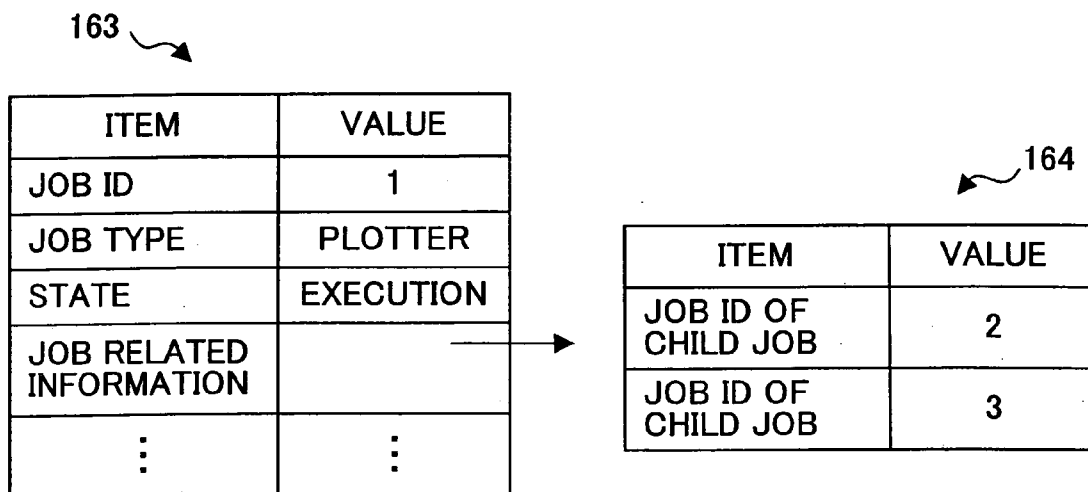 163
ITEM VALUE
JOB ID 1
JOB TYPE PLOTTER
STATE EXECUTION
JOB RELATED
INFORMATION
⋮ ⋮
164
ITEM VALUE
JOB ID OF
CHILD JOB 2
JOB ID OF
CHILD JOB 3